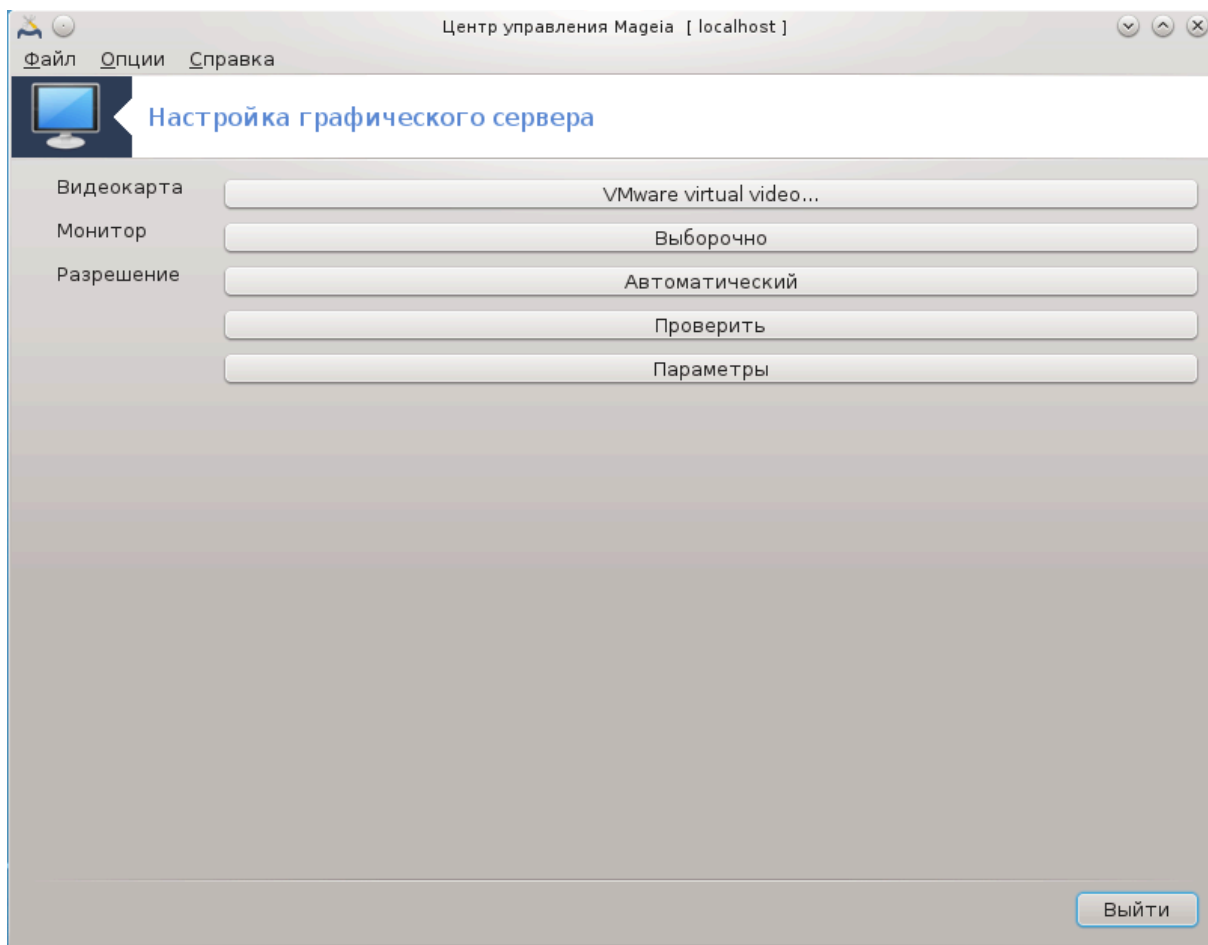 Центр управления Mageia [ localhost ]
Файл Опции Справка
Настройка графического сервера
Видеокарта VMware virtual video...
Монитор Выборочно
Разрешение Автоматический
Проверить
Параметры
Выйти